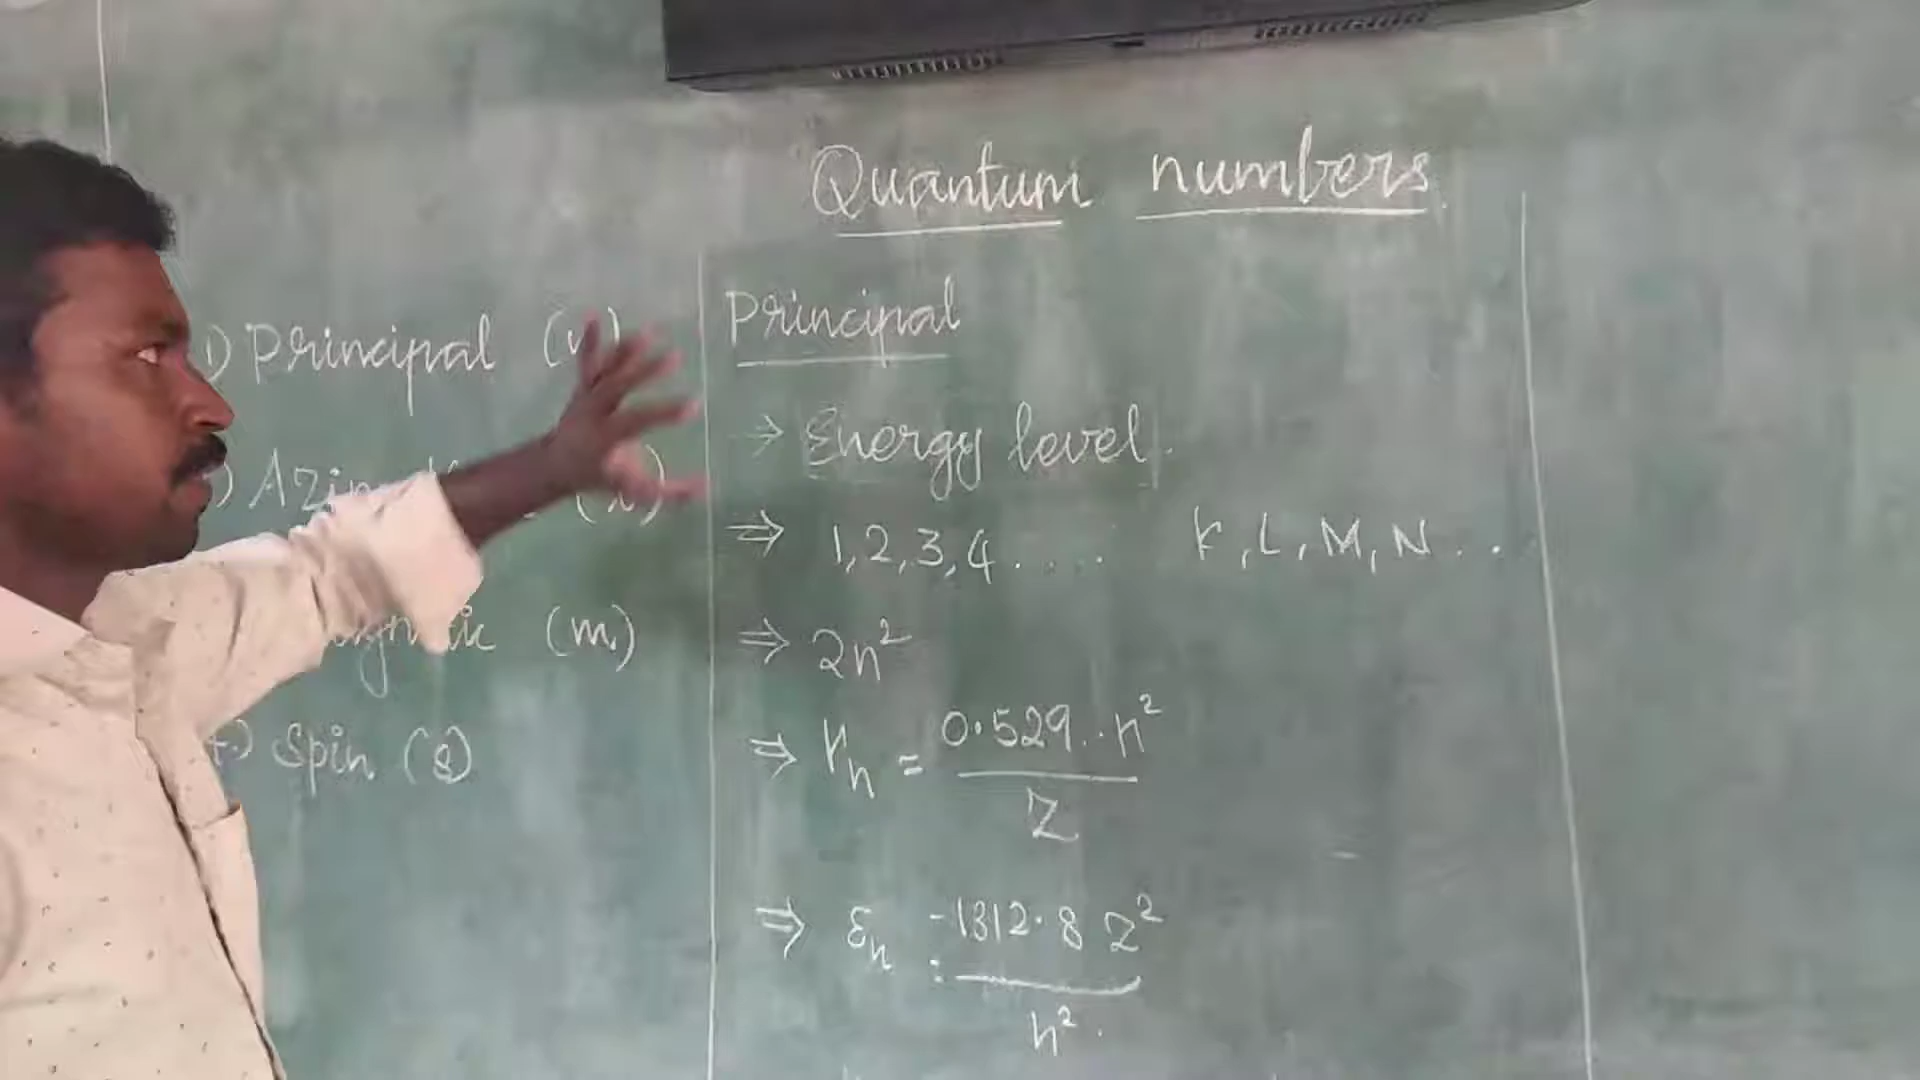 Quantum numbers
1) Principal (n)
(l)
(m)
4.) Spin (s)
Principal
→ Energy level.
⇒ 1,2,3,4..... K, L, M, N...
⇒ 2n²
⇒ rn = 0.529..n² / Z
⇒ En = -1312.8 Z² / n².